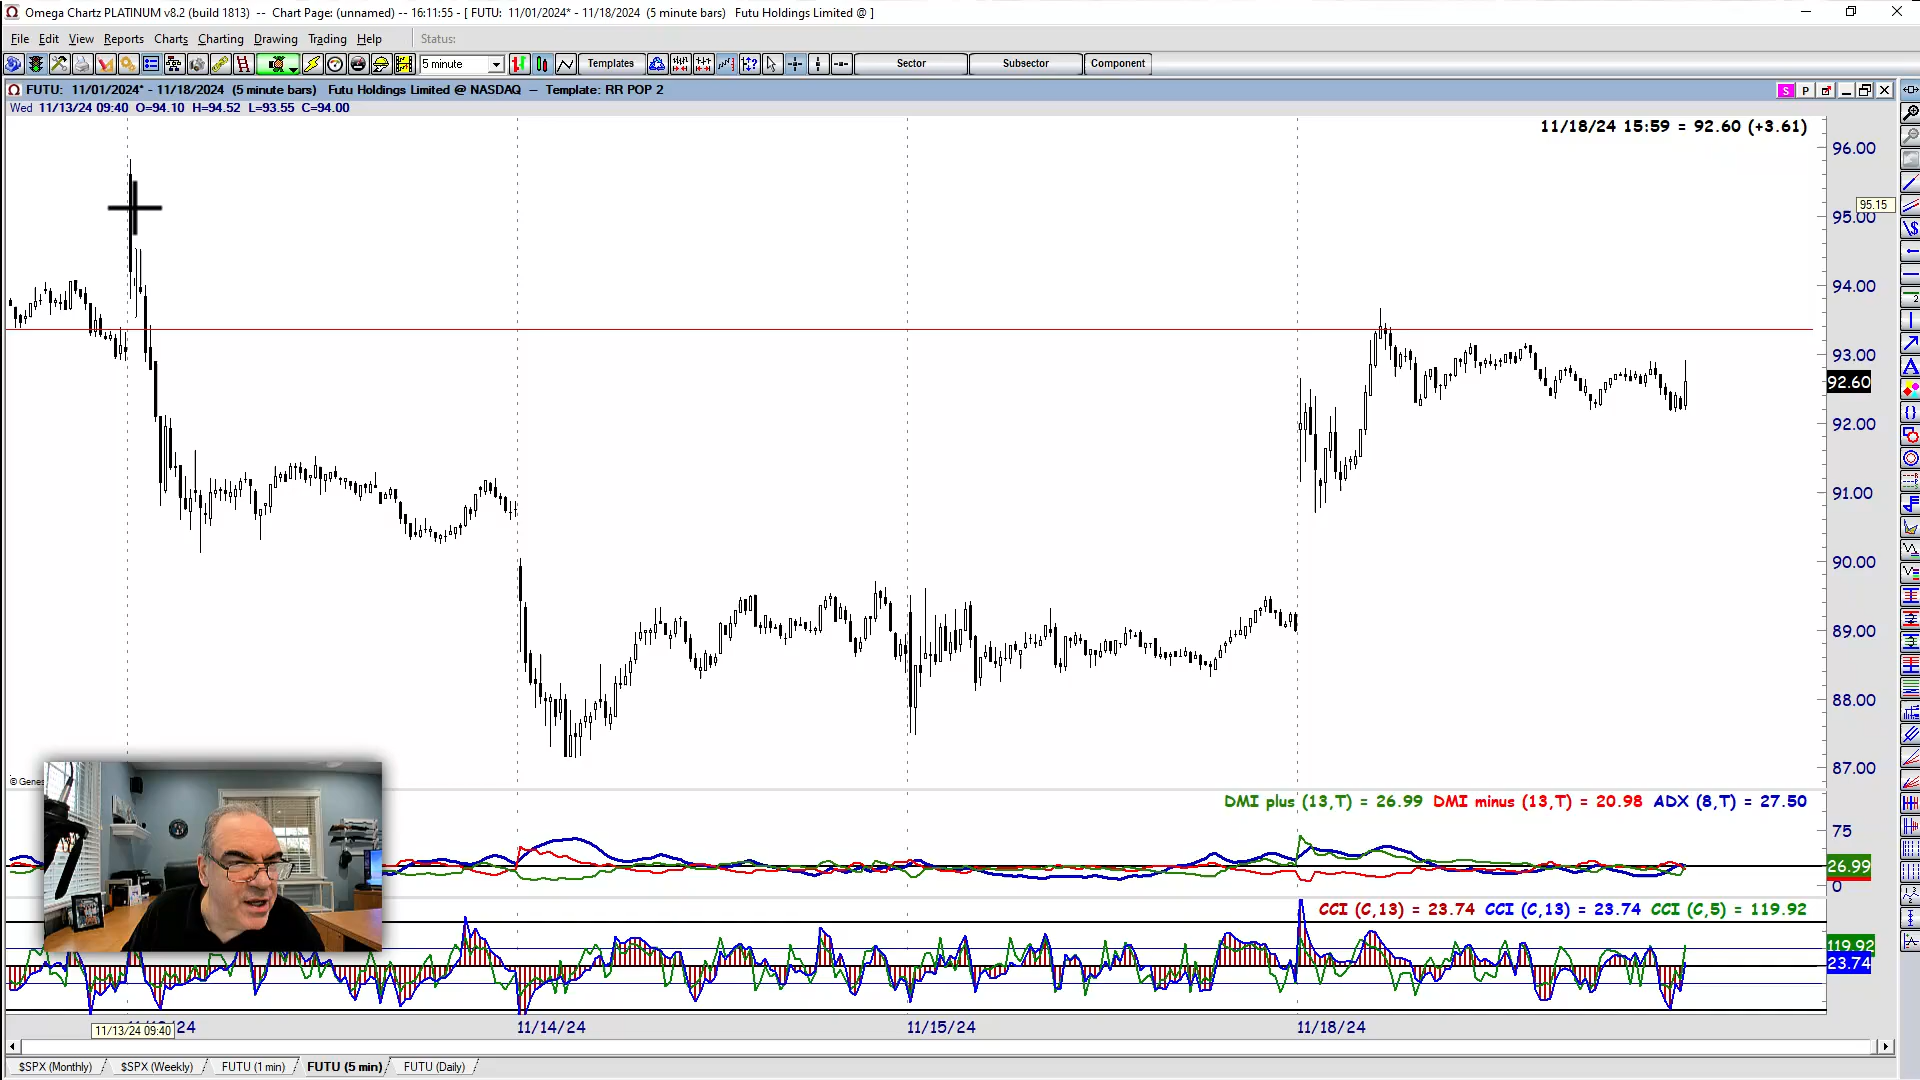 Omega Chartz PLATINUM v8.2 (build 1813) -- Chart Page: (unnamed) -- 16:11:55 - [ FUTU: 11/01/2024* - 11/18/2024 (5 minute bars) Futu Holdings Limited @ ]
File Edit View Reports Charts Charting Drawing Trading Help Status:
5 minute Templates Sector Subsector Component
FUTU: 11/01/2024* - 11/18/2024 (5 minute bars) Futu Holdings Limited @ NASDAQ – Template: RR POP 2 S P
Wed 11/13/24 09:40 O=94.10 H=94.52 L=93.55 C=94.00
11/18/24 15:59 = 92.60 (+3.61)
96.00
95.15
95.00
94.00
93.00
92.60
92.00
91.00
90.00
89.00
88.00
87.00
© Genes
DMI plus (13,T) = 26.99 DMI minus (13,T) = 20.98 ADX (8,T) = 27.50
75
26.99
0
CCI (C,13) = 23.74 CCI (C,13) = 23.74 CCI (C,5) = 119.92
119.92
23.74
11/13/24 09:40 24 11/14/24 11/15/24 11/18/24
$SPX (Monthly) $SPX (Weekly) FUTU (1 min) FUTU (5 min) FUTU (Daily)